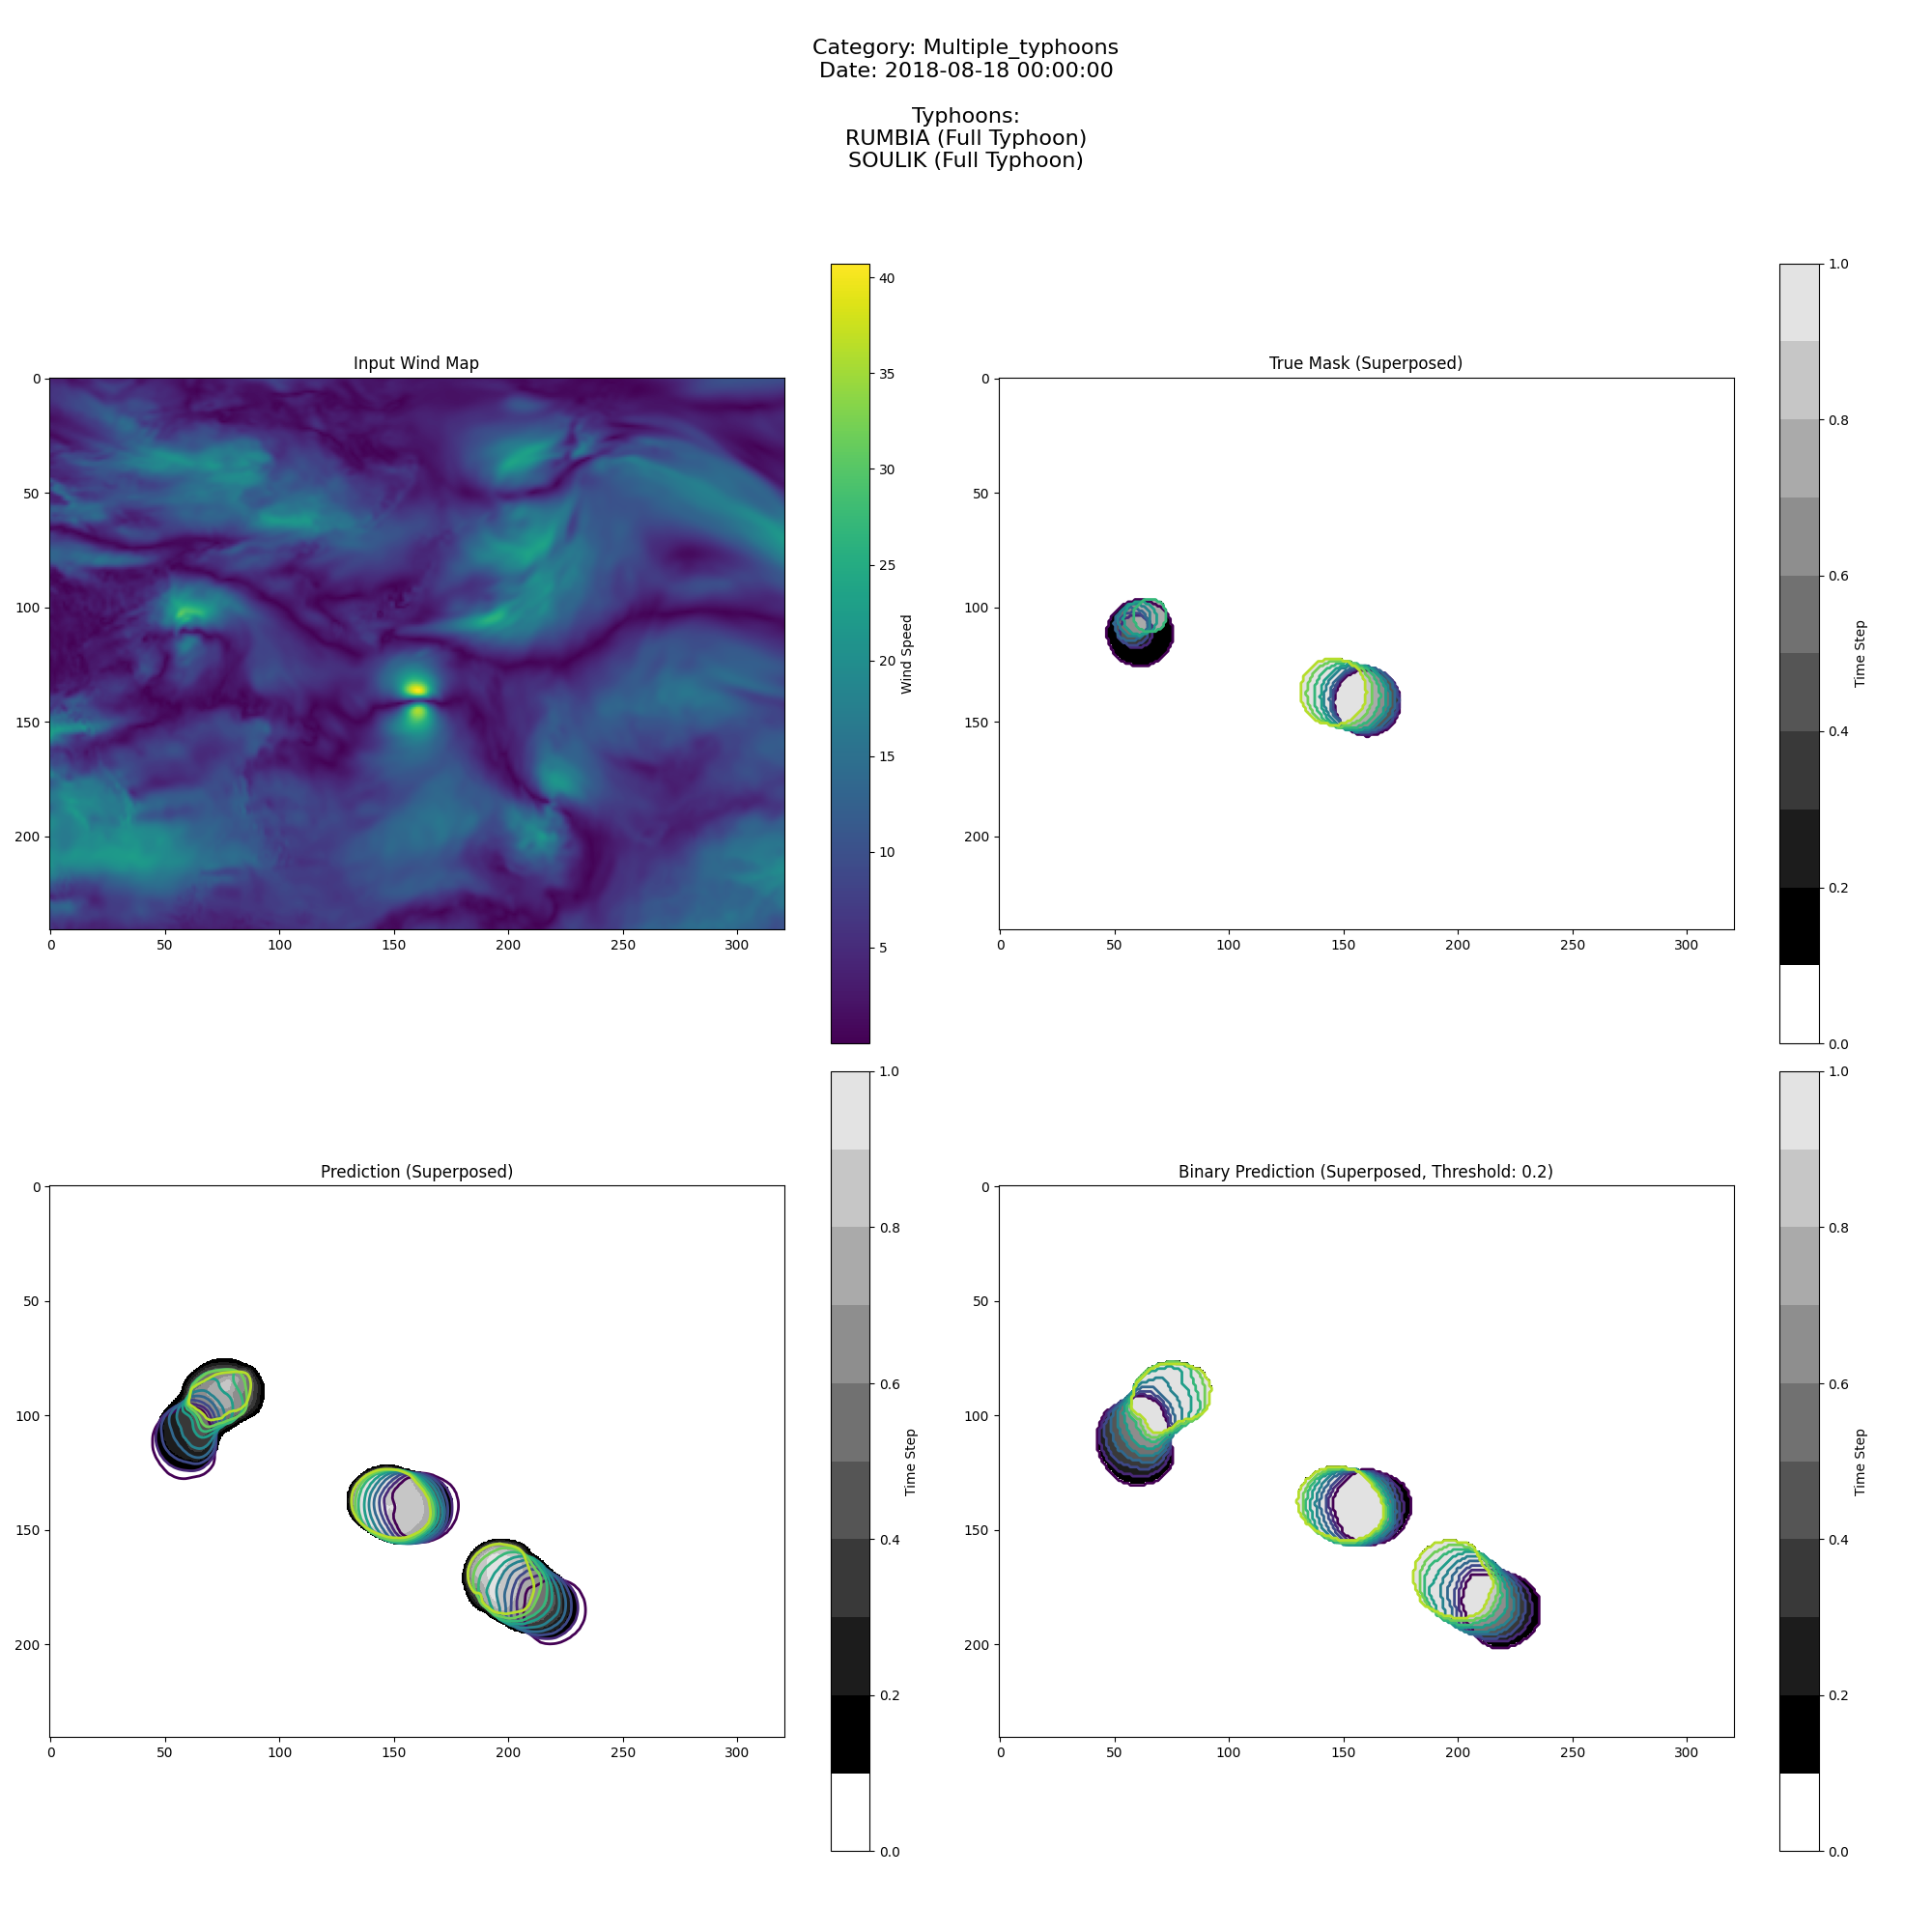 Category: Multiple_typhoons
Date: 2018-08-18 00:00:00
Typhoons:
RUMBIA (Full Typhoon)
SOULIK (Full Typhoon)
Input Wind Map
0
50
100
150
200
0 50 100 150 200 250 300
40
35
30
25
20
15
10
5
Wind Speed
True Mask (Superposed)
0
50
100
150
200
0 50 100 150 200 250 300
1.0
0.8
0.6
0.4
0.2
0.0
Time Step
Prediction (Superposed)
0
50
100
150
200
0 50 100 150 200 250 300
1.0
0.8
0.6
0.4
0.2
0.0
Time Step
Binary Prediction (Superposed, Threshold: 0.2)
0
50
100
150
200
0 50 100 150 200 250 300
1.0
0.8
0.6
0.4
0.2
0.0
Time Step